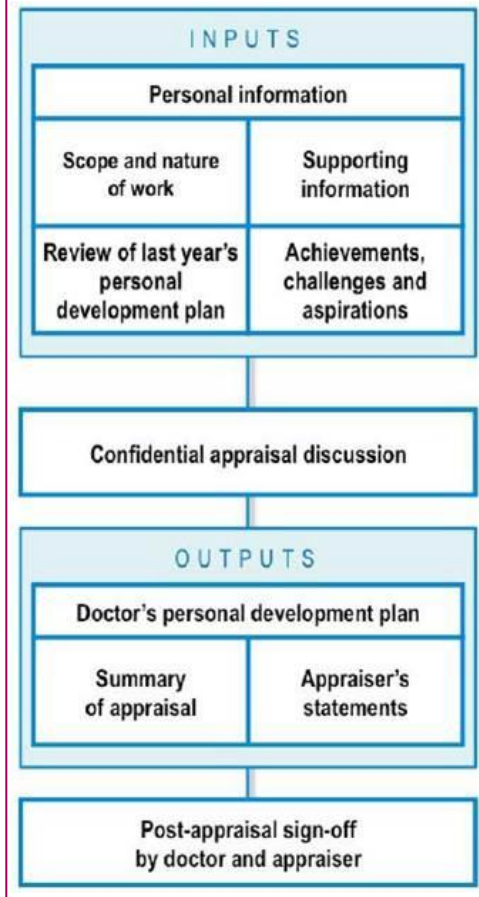 INPUTS
Personal information
Scope and nature
of work
Supporting
information
Review of last year's
personal
development plan
Achievements,
challenges and
aspirations
Confidential appraisal discussion
OUTPUTS
Doctor's personal development plan
Summary
of appraisal
Appraiser's
statements
Post-appraisal sign-off
by doctor and appraiser